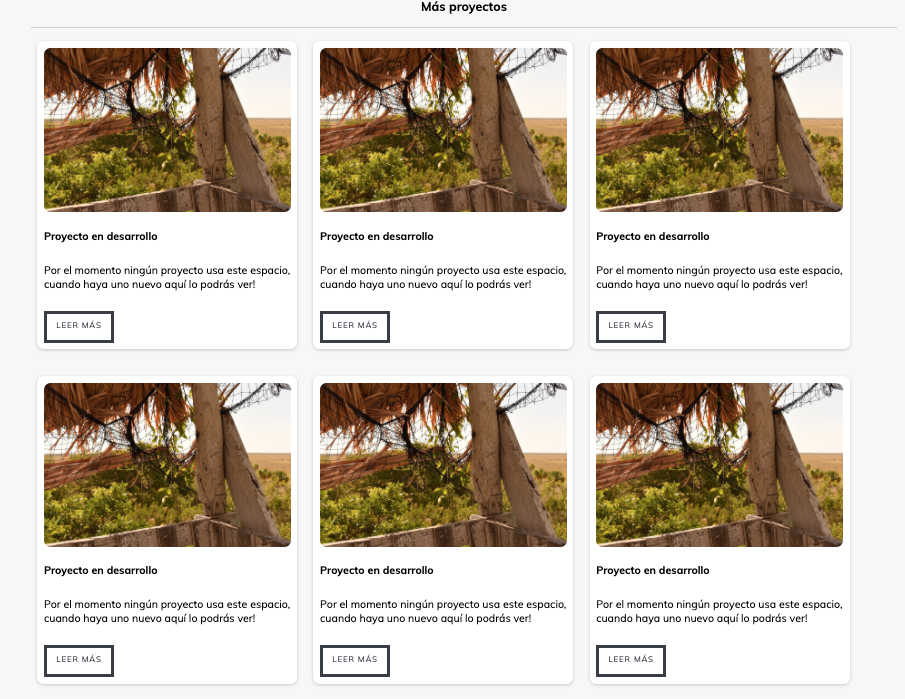 Más proyectos
Proyecto en desarrollo
Por el momento ningún proyecto usa este espacio,
cuando haya uno nuevo aquí lo podrás ver!
LEER MÁS
Proyecto en desarrollo
Por el momento ningún proyecto usa este espacio,
cuando haya uno nuevo aquí lo podrás ver!
LEER MÁS
Proyecto en desarrollo
Por el momento ningún proyecto usa este espacio,
cuando haya uno nuevo aquí lo podrás ver!
LEER MÁS
Proyecto en desarrollo
Por el momento ningún proyecto usa este espacio,
cuando haya uno nuevo aquí lo podrás ver!
LEER MÁS
Proyecto en desarrollo
Por el momento ningún proyecto usa este espacio,
cuando haya uno nuevo aquí lo podrás ver!
LEER MÁS
Proyecto en desarrollo
Por el momento ningún proyecto usa este espacio,
cuando haya uno nuevo aquí lo podrás ver!
LEER MÁS